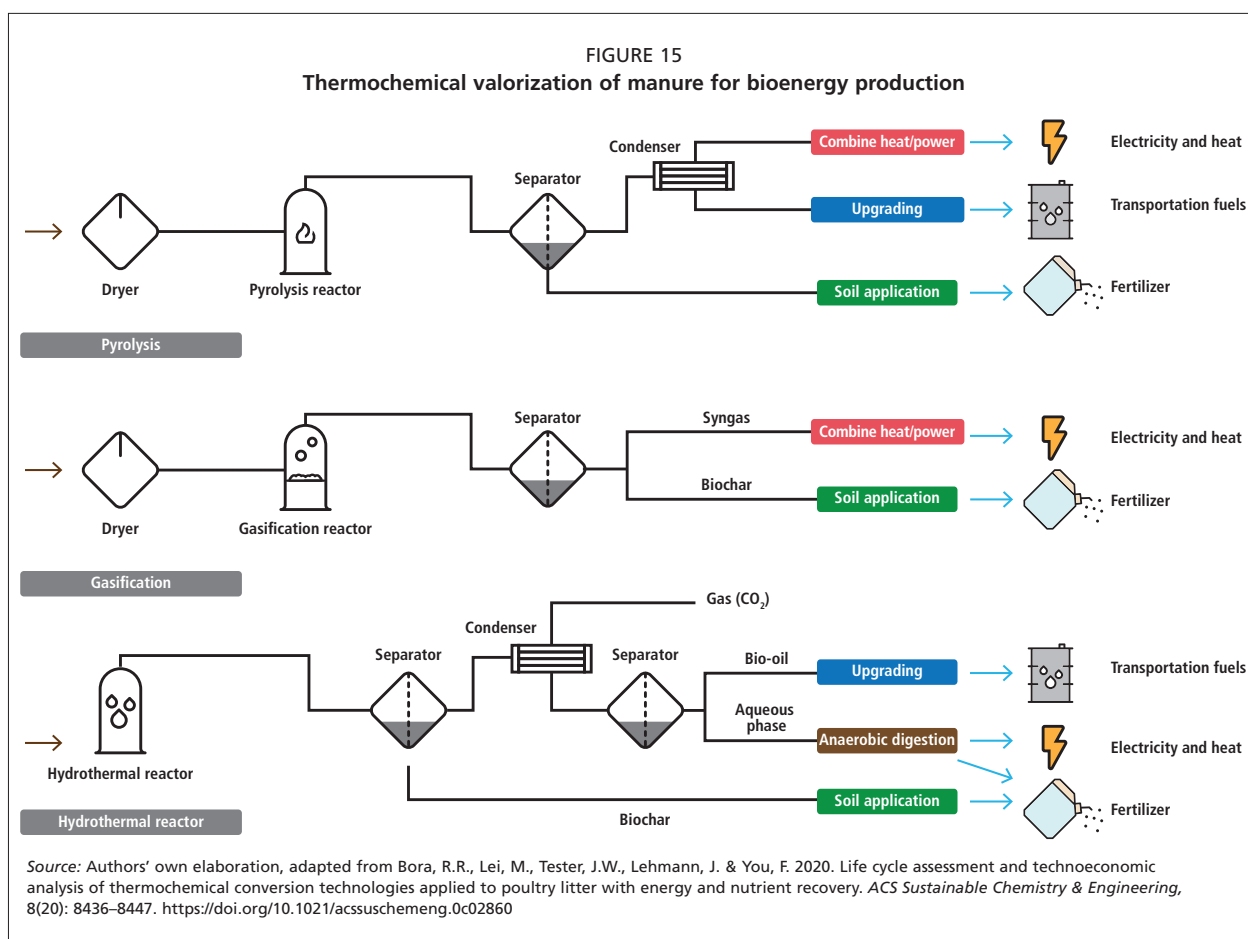 FIGURE 15
Thermochemical valorization of manure for bioenergy production
Dryer
Pyrolysis reactor
Separator
Condenser
Combine heat/power
Electricity and heat
Upgrading
Transportation fuels
Soil application
Fertilizer
Pyrolysis
Dryer
Gasification reactor
Separator
Syngas
Combine heat/power
Electricity and heat
Biochar
Soil application
Fertilizer
Gasification
Hydrothermal reactor
Separator
Condenser
Gas (CO₂)
Separator
Bio-oil
Upgrading
Transportation fuels
Aqueous
phase
Anaerobic digestion
Electricity and heat
Biochar
Soil application
Fertilizer
Hydrothermal reactor
Source: Authors’ own elaboration, adapted from Bora, R.R., Lei, M., Tester, J.W., Lehmann, J. & You, F. 2020. Life cycle assessment and technoeconomic
analysis of thermochemical conversion technologies applied to poultry litter with energy and nutrient recovery. ACS Sustainable Chemistry & Engineering,
8(20): 8436–8447. https://doi.org/10.1021/acssuschemeng.0c02860